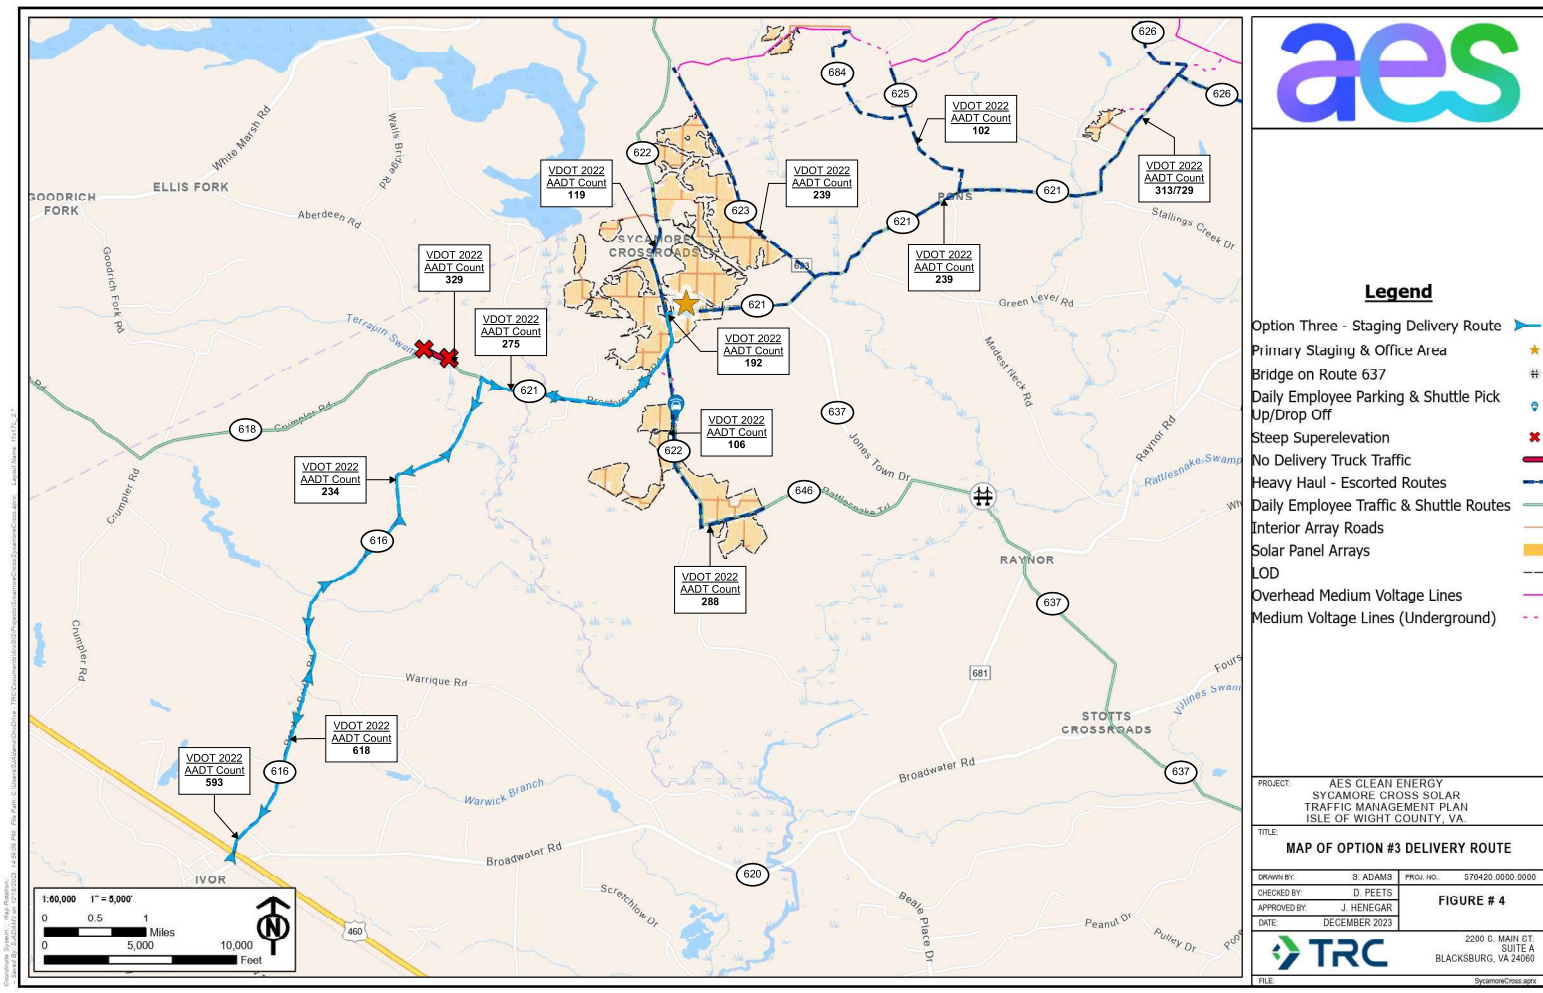 626
aes
684
625
626
VDOT 2022
AADT Count
102
White Marsh Rd
Walls Bridge Rd
622
VDOT 2022
AADT Count
119
VDOT 2022
AADT Count
239
VDOT 2022
AADT Count
313/729
GOODRICH
FORK
ELLIS FORK
PONS
621
Aberdeen Rd
623
621
Stallings Creek Dr
SYCAMORE
CROSSROADS
VDOT 2022
AADT Count
329
VDOT 2022
AADT Count
239
Goodrich Fork Rd
621
Green Level Rd
Terrapin Swamp
VDOT 2022
AADT Count
275
VDOT 2022
AADT Count
192
Modest Neck Rd
621
Rd
618
Crumpler Rd
637
VDOT 2022
AADT Count
106
Jones Town Dr
Raynor Rd
622
VDOT 2022
AADT Count
234
Rattlesnake Swamp
Crumpler Rd
646
Rattlesnake Trl
616
RAYNOR
VDOT 2022
AADT Count
288
637
Crumpler Rd
Warrique Rd
681
Fours
STOTTS
CROSSROADS
VDOT 2022
AADT Count
618
VDOT 2022
AADT Count
593
616
637
Broadwater Rd
Warwick Branch
Broadwater Rd
IVOR
620
Scretchlow Dr
Beale Place Dr
Peanut Dr
Pulley Dr
460
1:60,000 1" = 5,000'
0 0.5 1
Miles
0 5,000 10,000
Feet
N
Legend
Option Three - Staging Delivery Route
Primary Staging & Office Area
Bridge on Route 637
Daily Employee Parking & Shuttle Pick
Up/Drop Off
Steep Superelevation
No Delivery Truck Traffic
Heavy Haul - Escorted Routes
Daily Employee Traffic & Shuttle Routes
Interior Array Roads
Solar Panel Arrays
LOD
Overhead Medium Voltage Lines
Medium Voltage Lines (Underground)
PROJECT: AES CLEAN ENERGY
SYCAMORE CROSS SOLAR
TRAFFIC MANAGEMENT PLAN
ISLE OF WIGHT COUNTY, VA.
TITLE:
MAP OF OPTION #3 DELIVERY ROUTE
DRAWN BY: S. ADAMS PROJ. NO.: 570420.0000.0000
CHECKED BY: D. PEETS
APPROVED BY: J. HENEGAR
FIGURE # 4
DATE: DECEMBER 2023
TRC
2200 S. MAIN ST.
SUITE A
BLACKSBURG, VA 24060
FILE: SycamoreCross.aprx